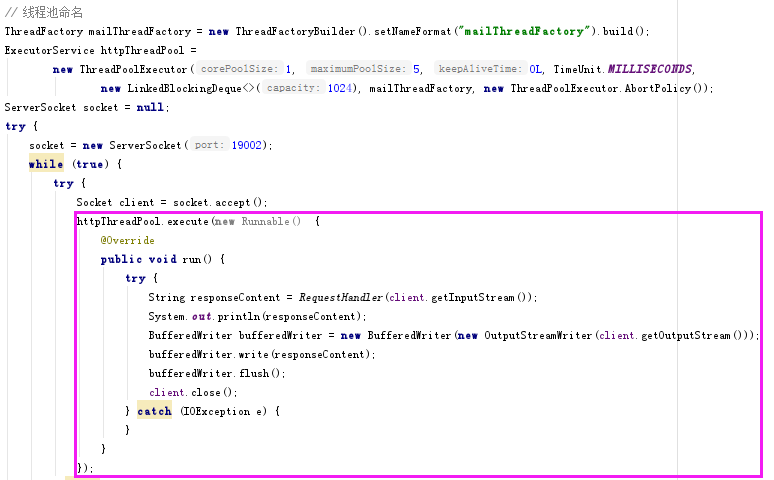 // 线程池命名
ThreadFactory mailThreadFactory = new ThreadFactoryBuilder().setNameFormat("mailThreadFactory").build();
ExecutorService httpThreadPool =
new ThreadPoolExecutor( corePoolSize: 1, maximumPoolSize: 5, keepAliveTime: 0L, TimeUnit.MILLISECONDS,
new LinkedBlockingDeque<>( capacity: 1024), mailThreadFactory, new ThreadPoolExecutor.AbortPolicy());
ServerSocket socket = null;
try {
socket = new ServerSocket( port: 19002);
while (true) {
try {
Socket client = socket.accept();
httpThreadPool.execute(new Runnable() {
@Override
public void run() {
try {
String responseContent = RequestHandler(client.getInputStream());
System.out.println(responseContent);
BufferedWriter bufferedWriter = new BufferedWriter(new OutputStreamWriter(client.getOutputStream()));
bufferedWriter.write(responseContent);
bufferedWriter.flush();
client.close();
} catch (IOException e) {
}
}
});